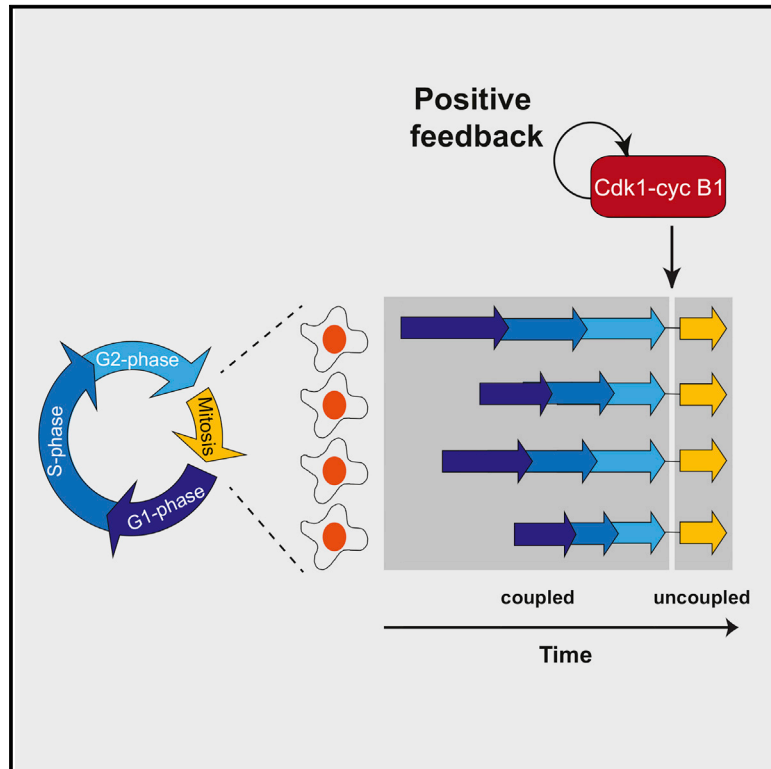 Positive
feedback
Cdk1-cyc B1
G2-phase
Mitosis
S-phase
G1-phase
coupled
uncoupled
Time